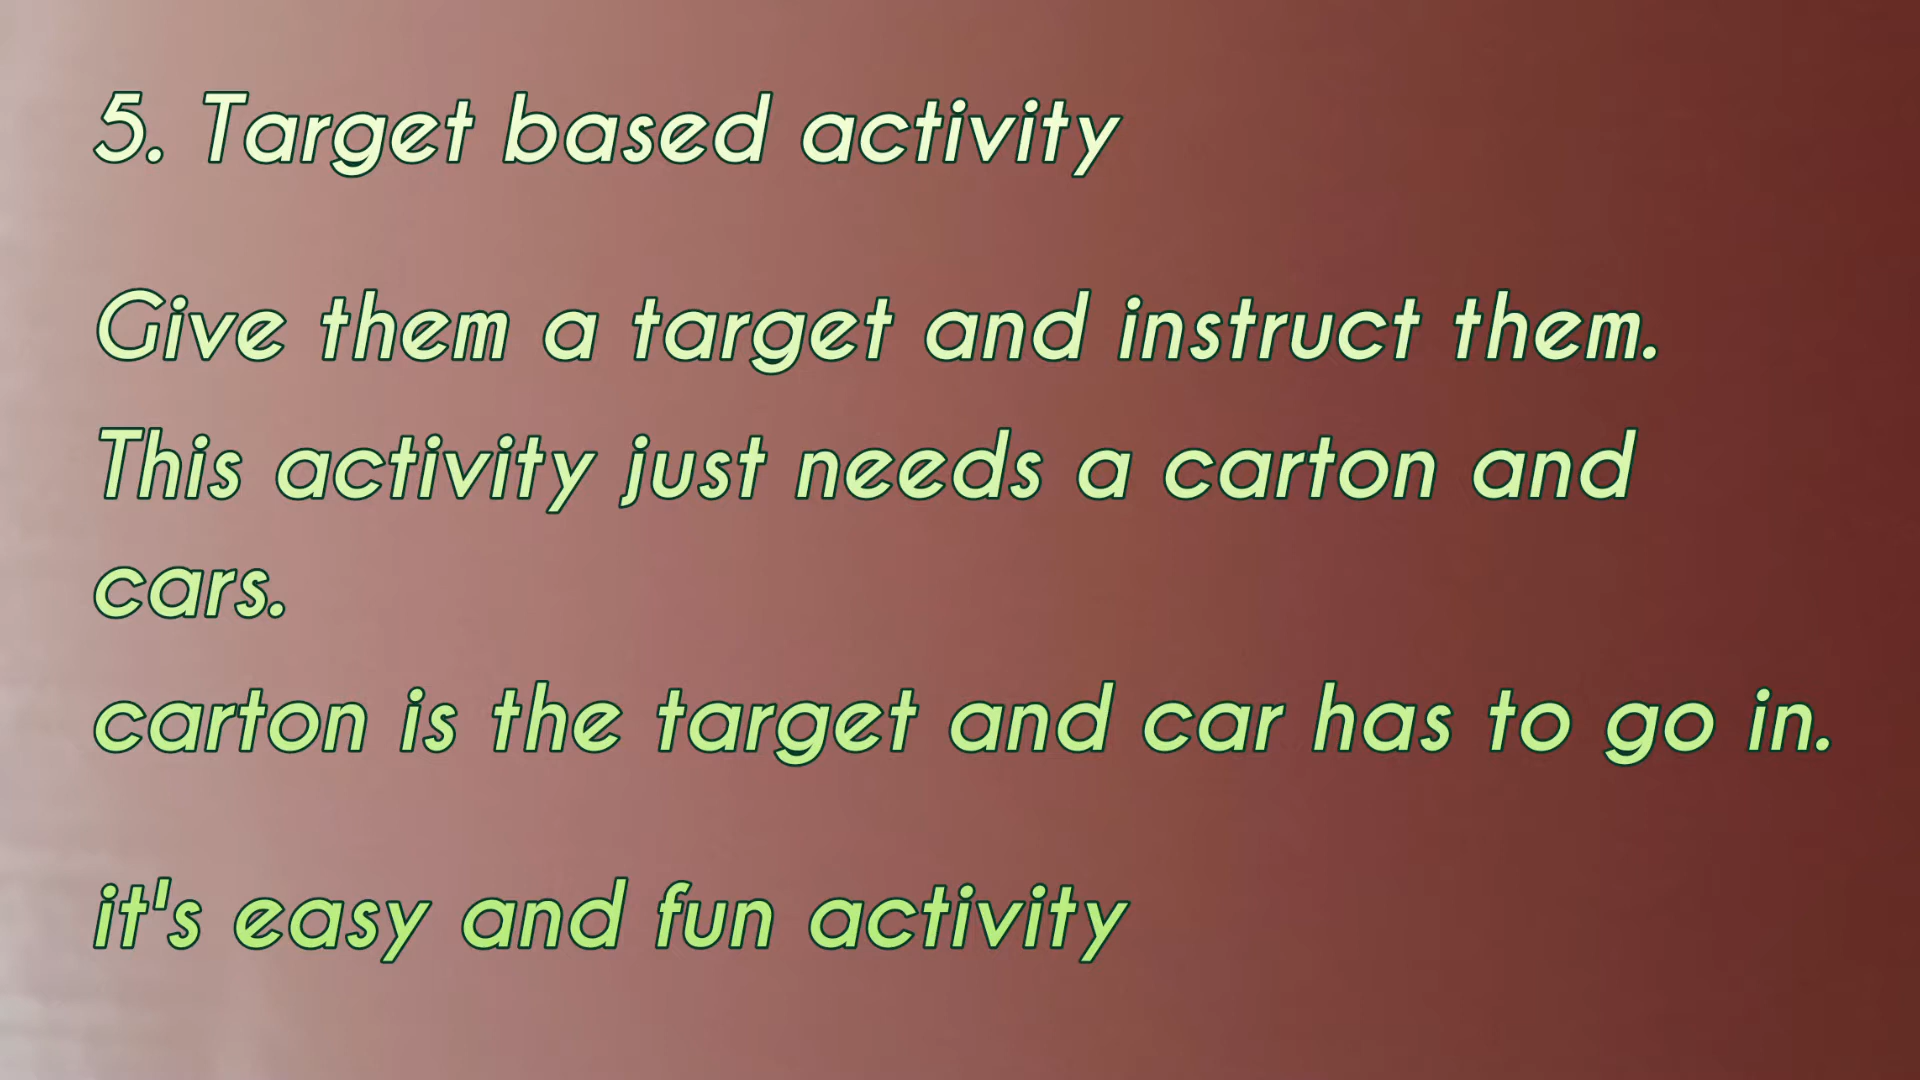 5. Target based activity
Give them a target and instruct them.
This activity just needs a carton and
cars.
carton is the target and car has to go in.
it's easy and fun activity